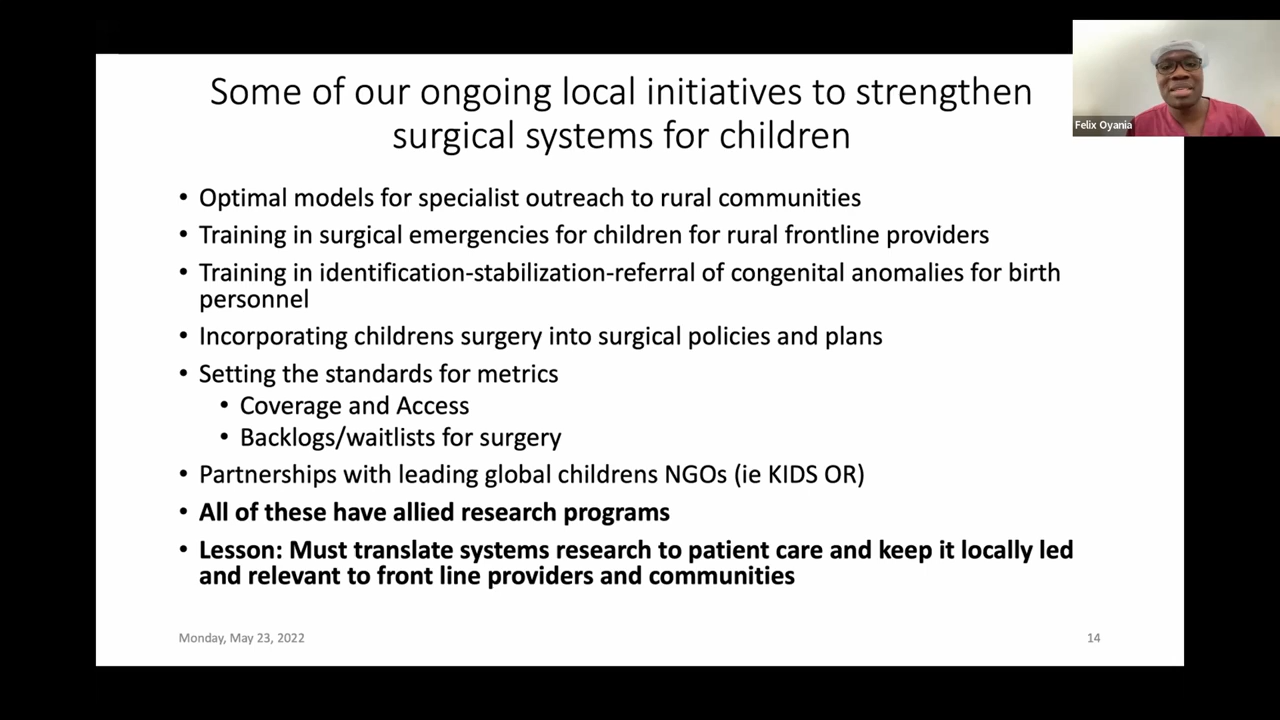 Some of our ongoing local initiatives to strengthen
surgical systems for children
Felix Oyania
• Optimal models for specialist outreach to rural communities
• Training in surgical emergencies for children for rural frontline providers
• Training in identification-stabilization-referral of congenital anomalies for birth
personnel
• Incorporating childrens surgery into surgical policies and plans
• Setting the standards for metrics
• Coverage and Access
• Backlogs/waitlists for surgery
• Partnerships with leading global childrens NGOs (ie KIDS OR)
• All of these have allied research programs
• Lesson: Must translate systems research to patient care and keep it locally led
and relevant to front line providers and communities
Monday, May 23, 2022
14